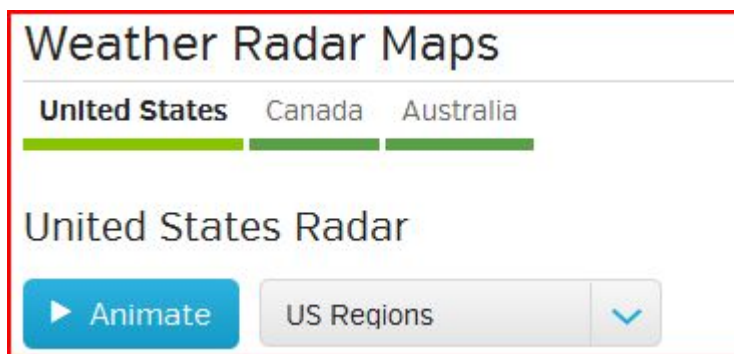 Weather Radar Maps
United States Canada Australia
United States Radar
Animate US Regions